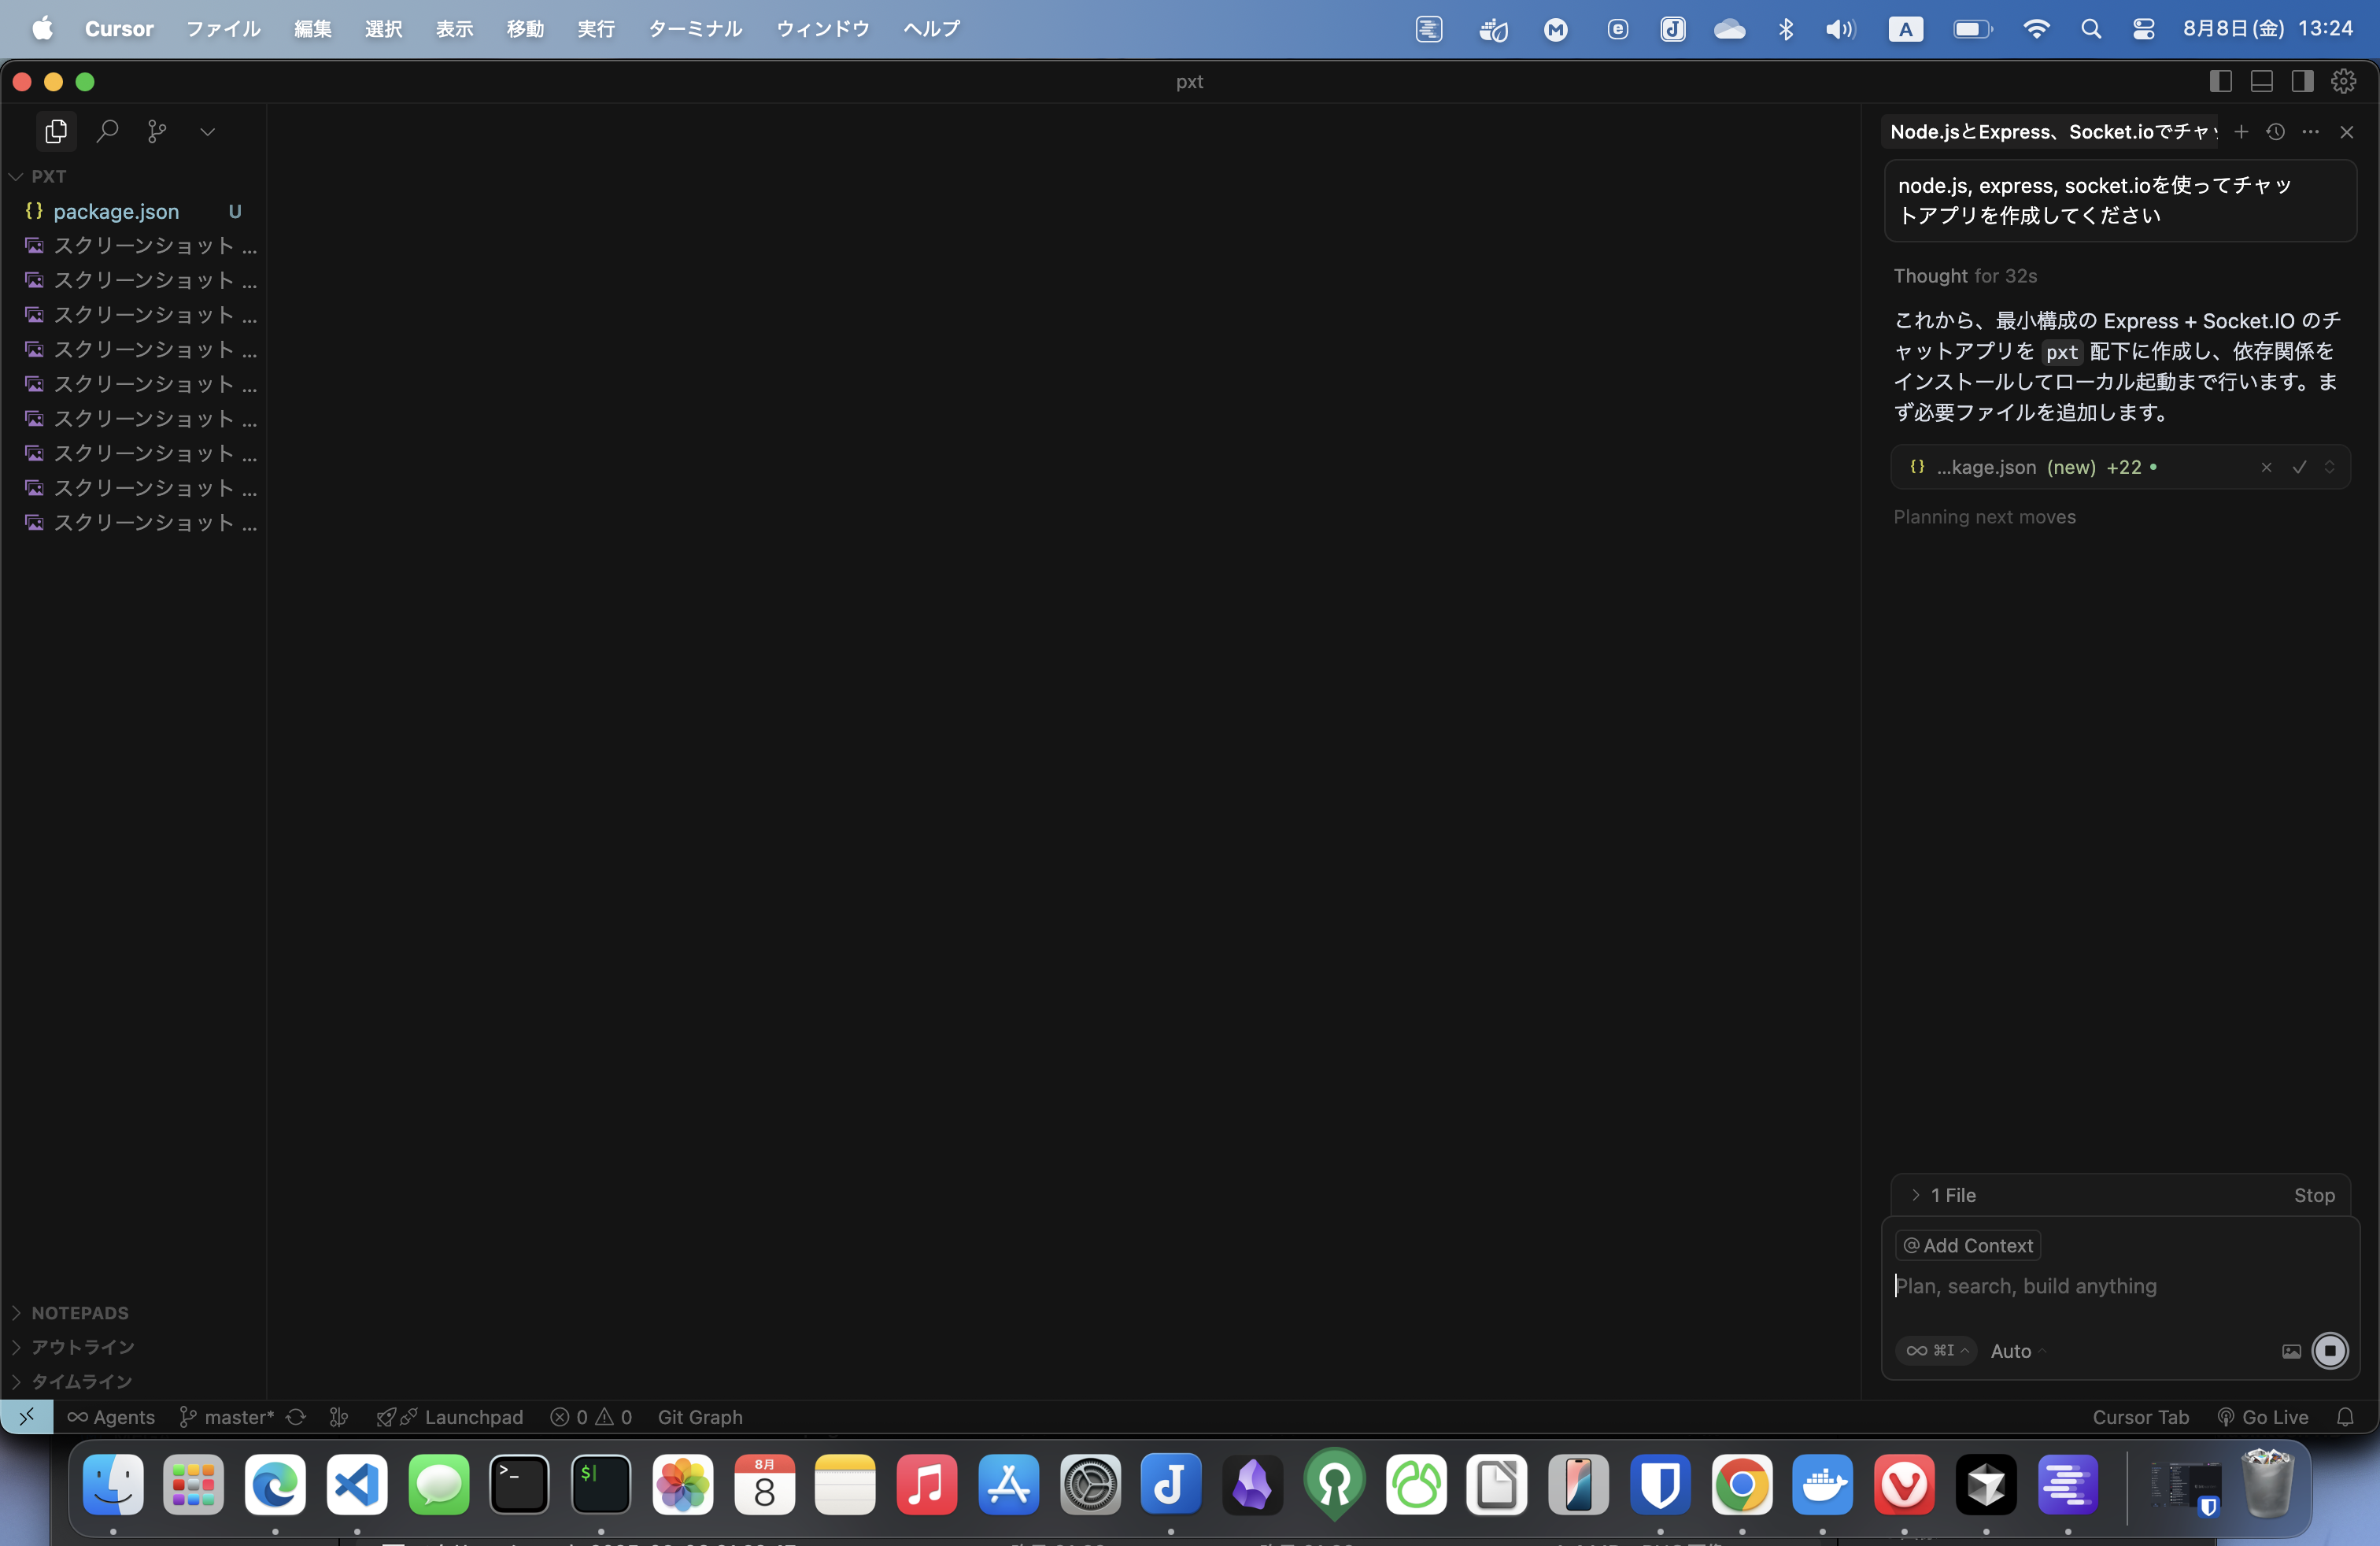 Cursor ファイル 編集 選択 表示 移動 実行 ターミナル ウィンドウ ヘルプ
A 8月8日(金) 13:24
pxt
PXT
package.json U
スクリーンショット ...
スクリーンショット ...
スクリーンショット ...
スクリーンショット ...
スクリーンショット ...
スクリーンショット ...
スクリーンショット ...
スクリーンショット ...
スクリーンショット ...
NOTEPADS
アウトライン
タイムライン
Node.jsとExpress、Socket.ioでチャッ
node.js, express, socket.ioを使ってチャッ
トアプリを作成してください
Thought for 32s
これから、最小構成の Express + Socket.IO のチ
ャットアプリを pxt 配下に作成し、依存関係を
インストールしてローカル起動まで行います。ま
ず必要ファイルを追加します。
{} ...kage.json (new) +22
Planning next moves
1 File Stop
@ Add Context
Plan, search, build anything
∞ ⌘I Auto
Agents master* Launchpad 0 0 Git Graph
Cursor Tab Go Live
8月
8